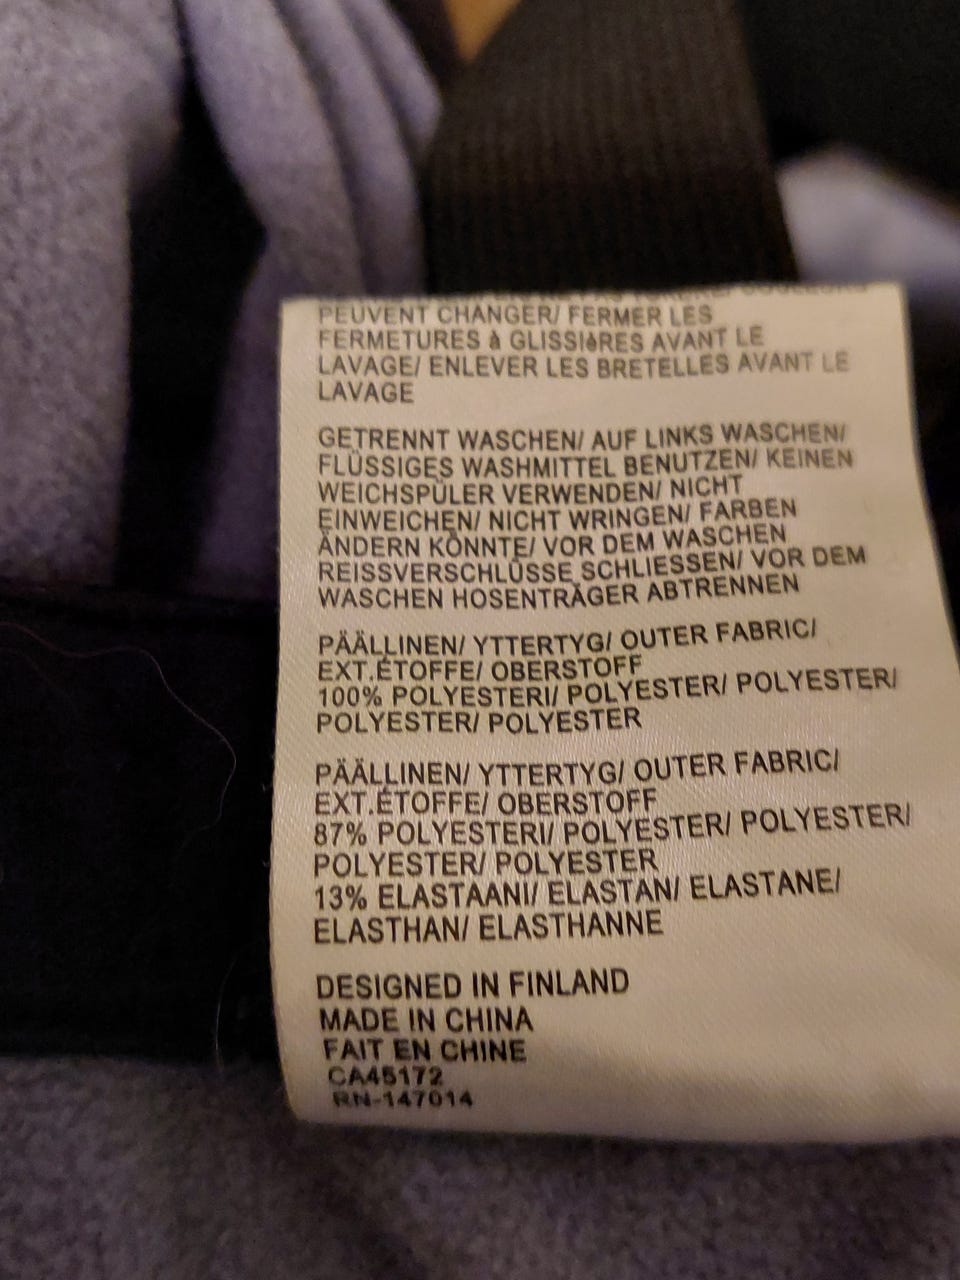 PEUVENT CHANGER/ FERMER LES
FERMETURES à GLISSIèRES AVANT LE
LAVAGE/ ENLEVER LES BRETELLES AVANT LE
LAVAGE
GETRENNT WASCHEN/ AUF LINKS WASCHEN/
FLÜSSIGES WASHMITTEL BENUTZEN/ KEINEN
WEICHSPÜLER VERWENDEN/ NICHT
EINWEICHEN/ NICHT WRINGEN/ FARBEN
ÄNDERN KÖNNTE/ VOR DEM WASCHEN
REISSVERSCHLÜSSE SCHLIESSEN/ VOR DEM
WASCHEN HOSENTRÄGER ABTRENNEN
PÄÄLLINEN/ YTTERTYG/ OUTER FABRIC/
EXT.ÉTOFFE/ OBERSTOFF
100% POLYESTERI/ POLYESTER/ POLYESTER/
POLYESTER/ POLYESTER
PÄÄLLINEN/ YTTERTYG/ OUTER FABRIC/
EXT.ÉTOFFE/ OBERSTOFF
87% POLYESTERI/ POLYESTER/ POLYESTER/
POLYESTER/ POLYESTER
13% ELASTAANI/ ELASTAN/ ELASTANE/
ELASTHAN/ ELASTHANNE
DESIGNED IN FINLAND
MADE IN CHINA
FAIT EN CHINE
CA45172
RN-147014